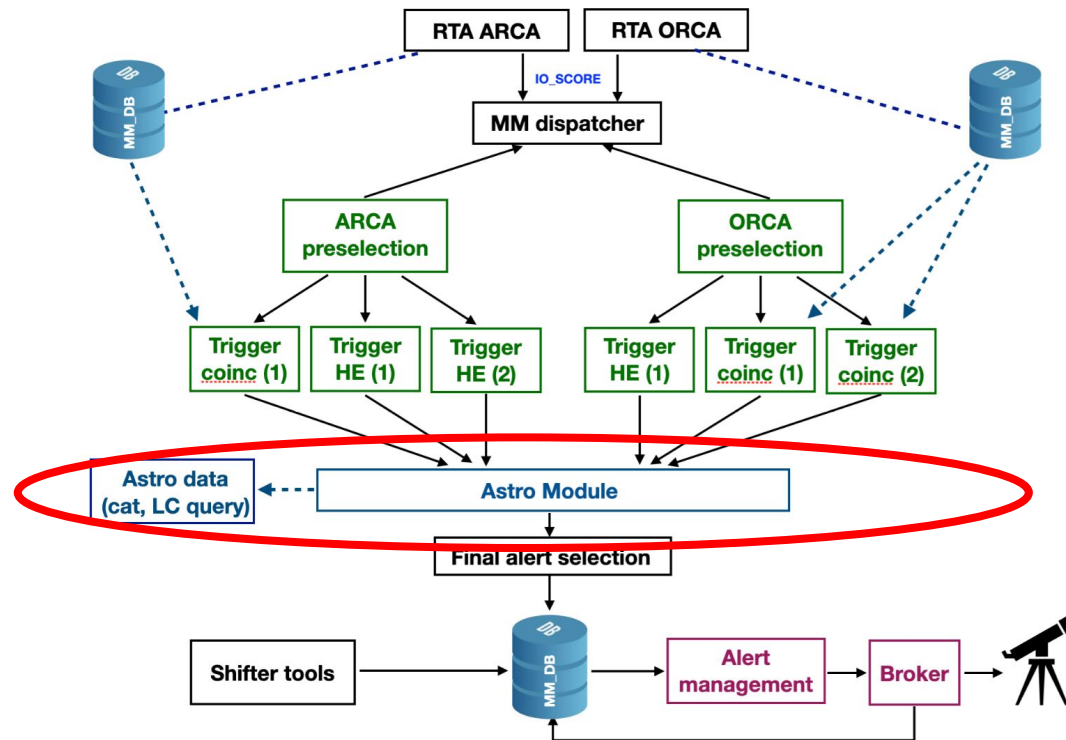 RTA ARCA
RTA ORCA
DB
MM_DB
IO_SCORE
DB
MM_DB
MM dispatcher
ARCA
preselection
ORCA
preselection
Trigger
coinc (1)
Trigger
HE (1)
Trigger
HE (2)
Trigger
HE (1)
Trigger
coinc (1)
Trigger
coinc (2)
Astro data
(cat, LC query)
Astro Module
Final alert selection
Shifter tools
DB
MM_DB
Alert
management
Broker